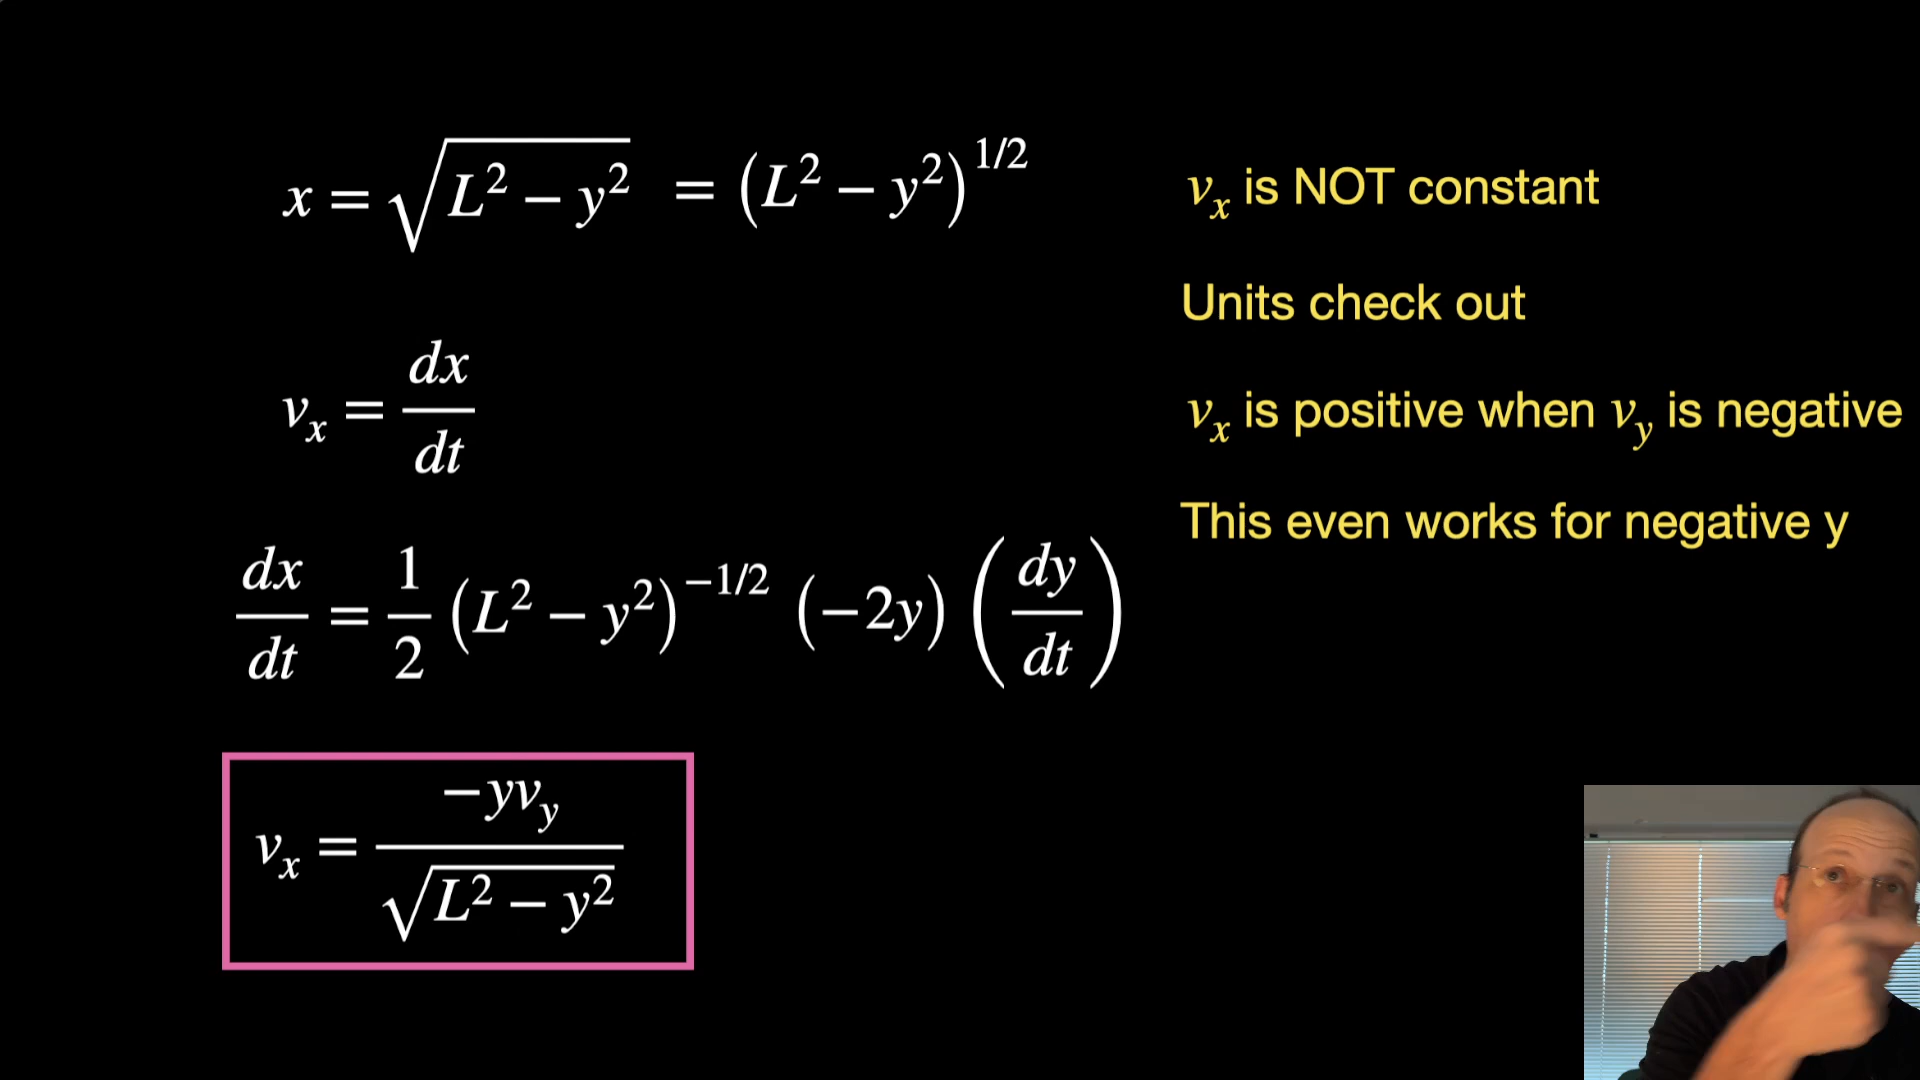 x = √(L² − y²) = (L² − y²)^{1/2}
v_x = dx/dt
dx/dt = 1/2 (L² − y²)^{−1/2} (−2y) (dy/dt)
v_x = −yv_y / √(L² − y²)
v_x is NOT constant
Units check out
v_x is positive when v_y is negative
This even works for negative y